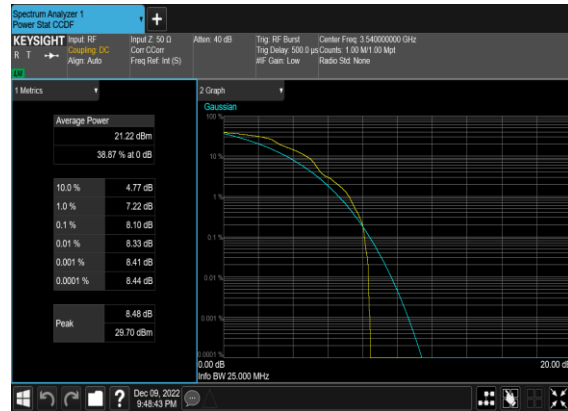 Spectrum Analyzer 1
Power Stat CCDF
KEYSIGHT
R T
LXI
Input: RF
Coupling: DC
Align: Auto
Input Z: 50 Ω
Corr CCorr
Freq Ref: Int (S)
Atten: 40 dB
Trig: RF Burst
Trig Delay: 500.0 µs
#IF Gain: Low
Center Freq: 3.540000000 GHz
Counts: 1.00 M/1.00 Mpt
Radio Std: None
1 Metrics
Average Power
21.22 dBm
38.87 % at 0 dB
10.0 % 4.77 dB
1.0 % 7.22 dB
0.1 % 8.10 dB
0.01 % 8.33 dB
0.001 % 8.41 dB
0.0001 % 8.44 dB
Peak 8.48 dB
29.70 dBm
2 Graph
Gaussian
100 %
10 %
1 %
0.1 %
0.01 %
0.001 %
0.0001 %
0.00 dB 20.00 dB
Info BW 25.000 MHz
? Dec 09, 2022
9:48:43 PM